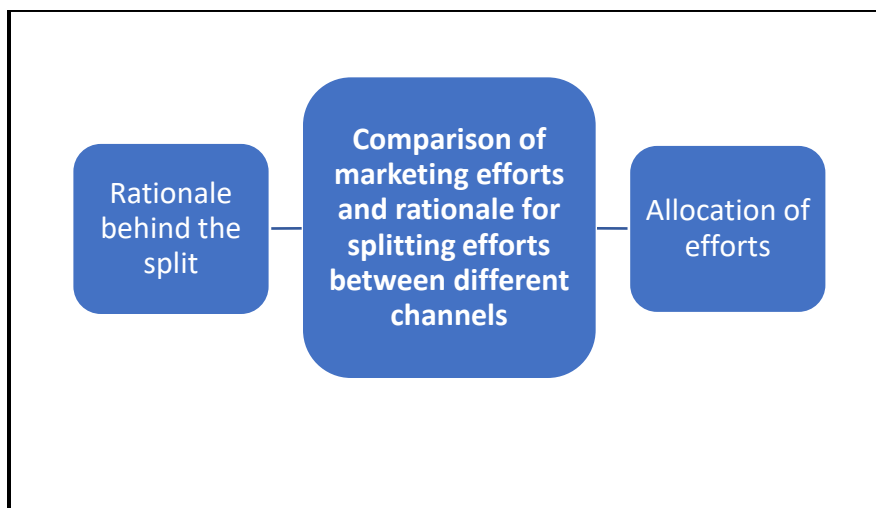 Rationale
behind the
split
Comparison of
marketing efforts
and rationale for
splitting efforts
between different
channels
Allocation of
efforts